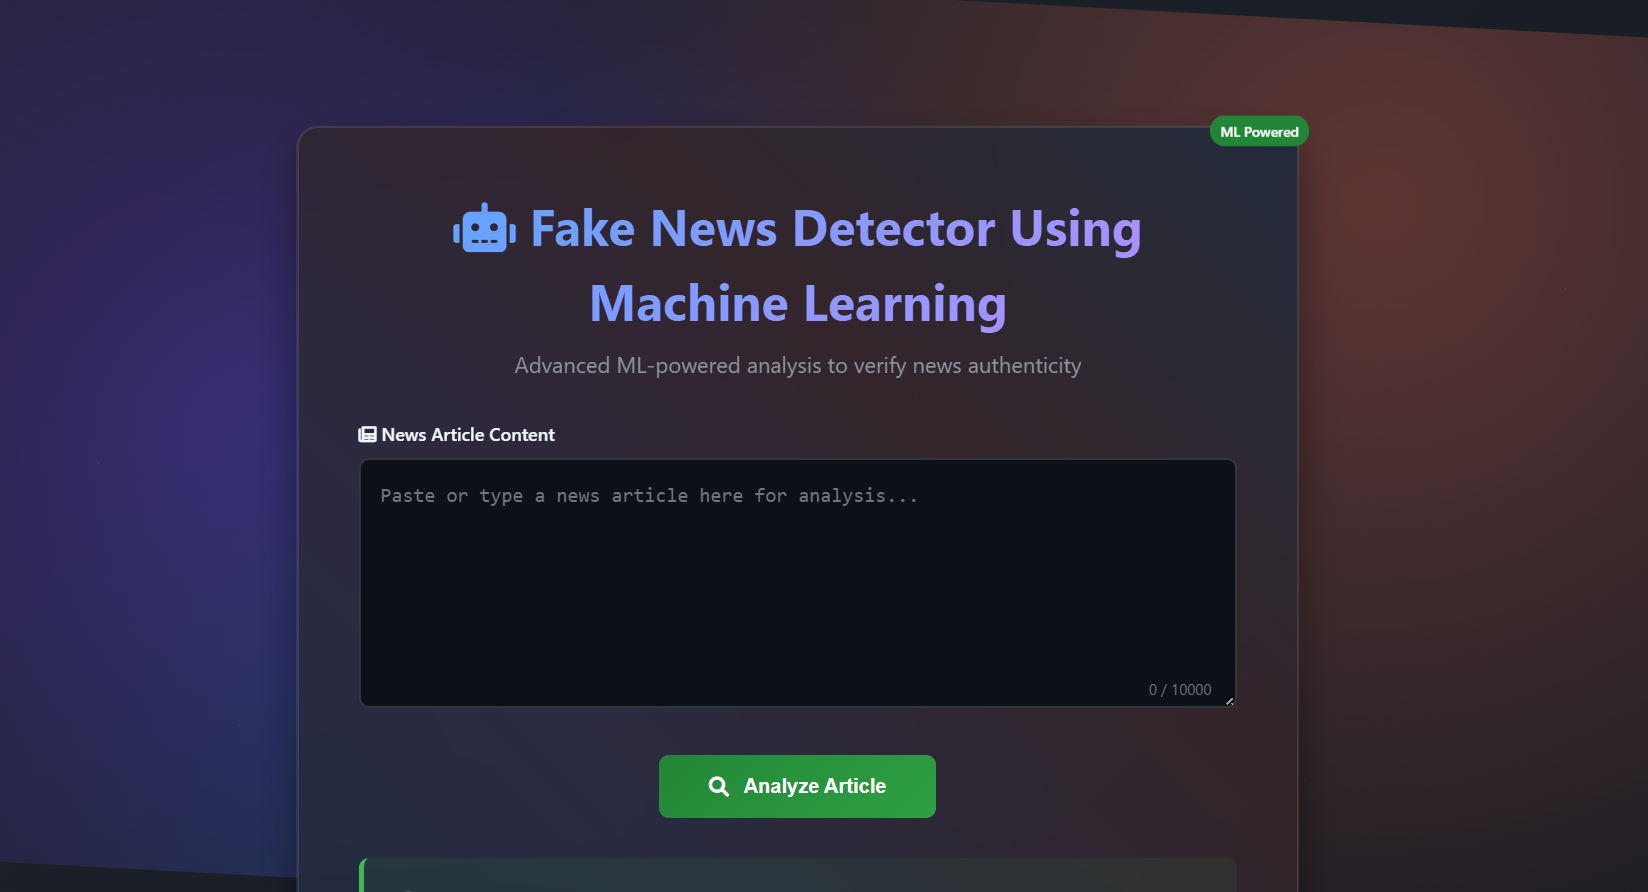 ML Powered
Fake News Detector Using
Machine Learning
Advanced ML-powered analysis to verify news authenticity
News Article Content
Paste or type a news article here for analysis...
0 / 10000
Analyze Article